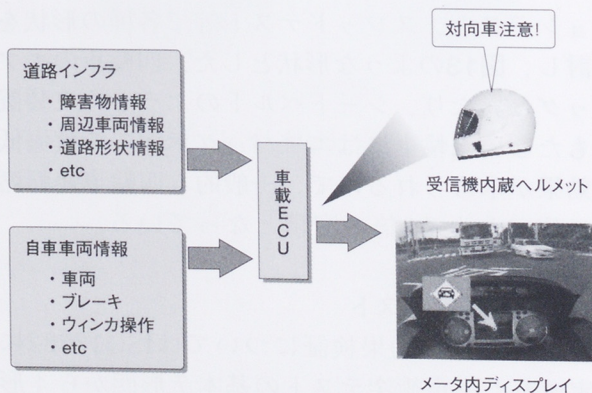 対向車注意!
道路インフラ
・障害物情報
・周辺車両情報
・道路形状情報
・etc
車載ECU
受信機内蔵ヘルメット
自車車両情報
・車両
・ブレーキ
・ウィンカ操作
・etc
メータ内ディスプレイ